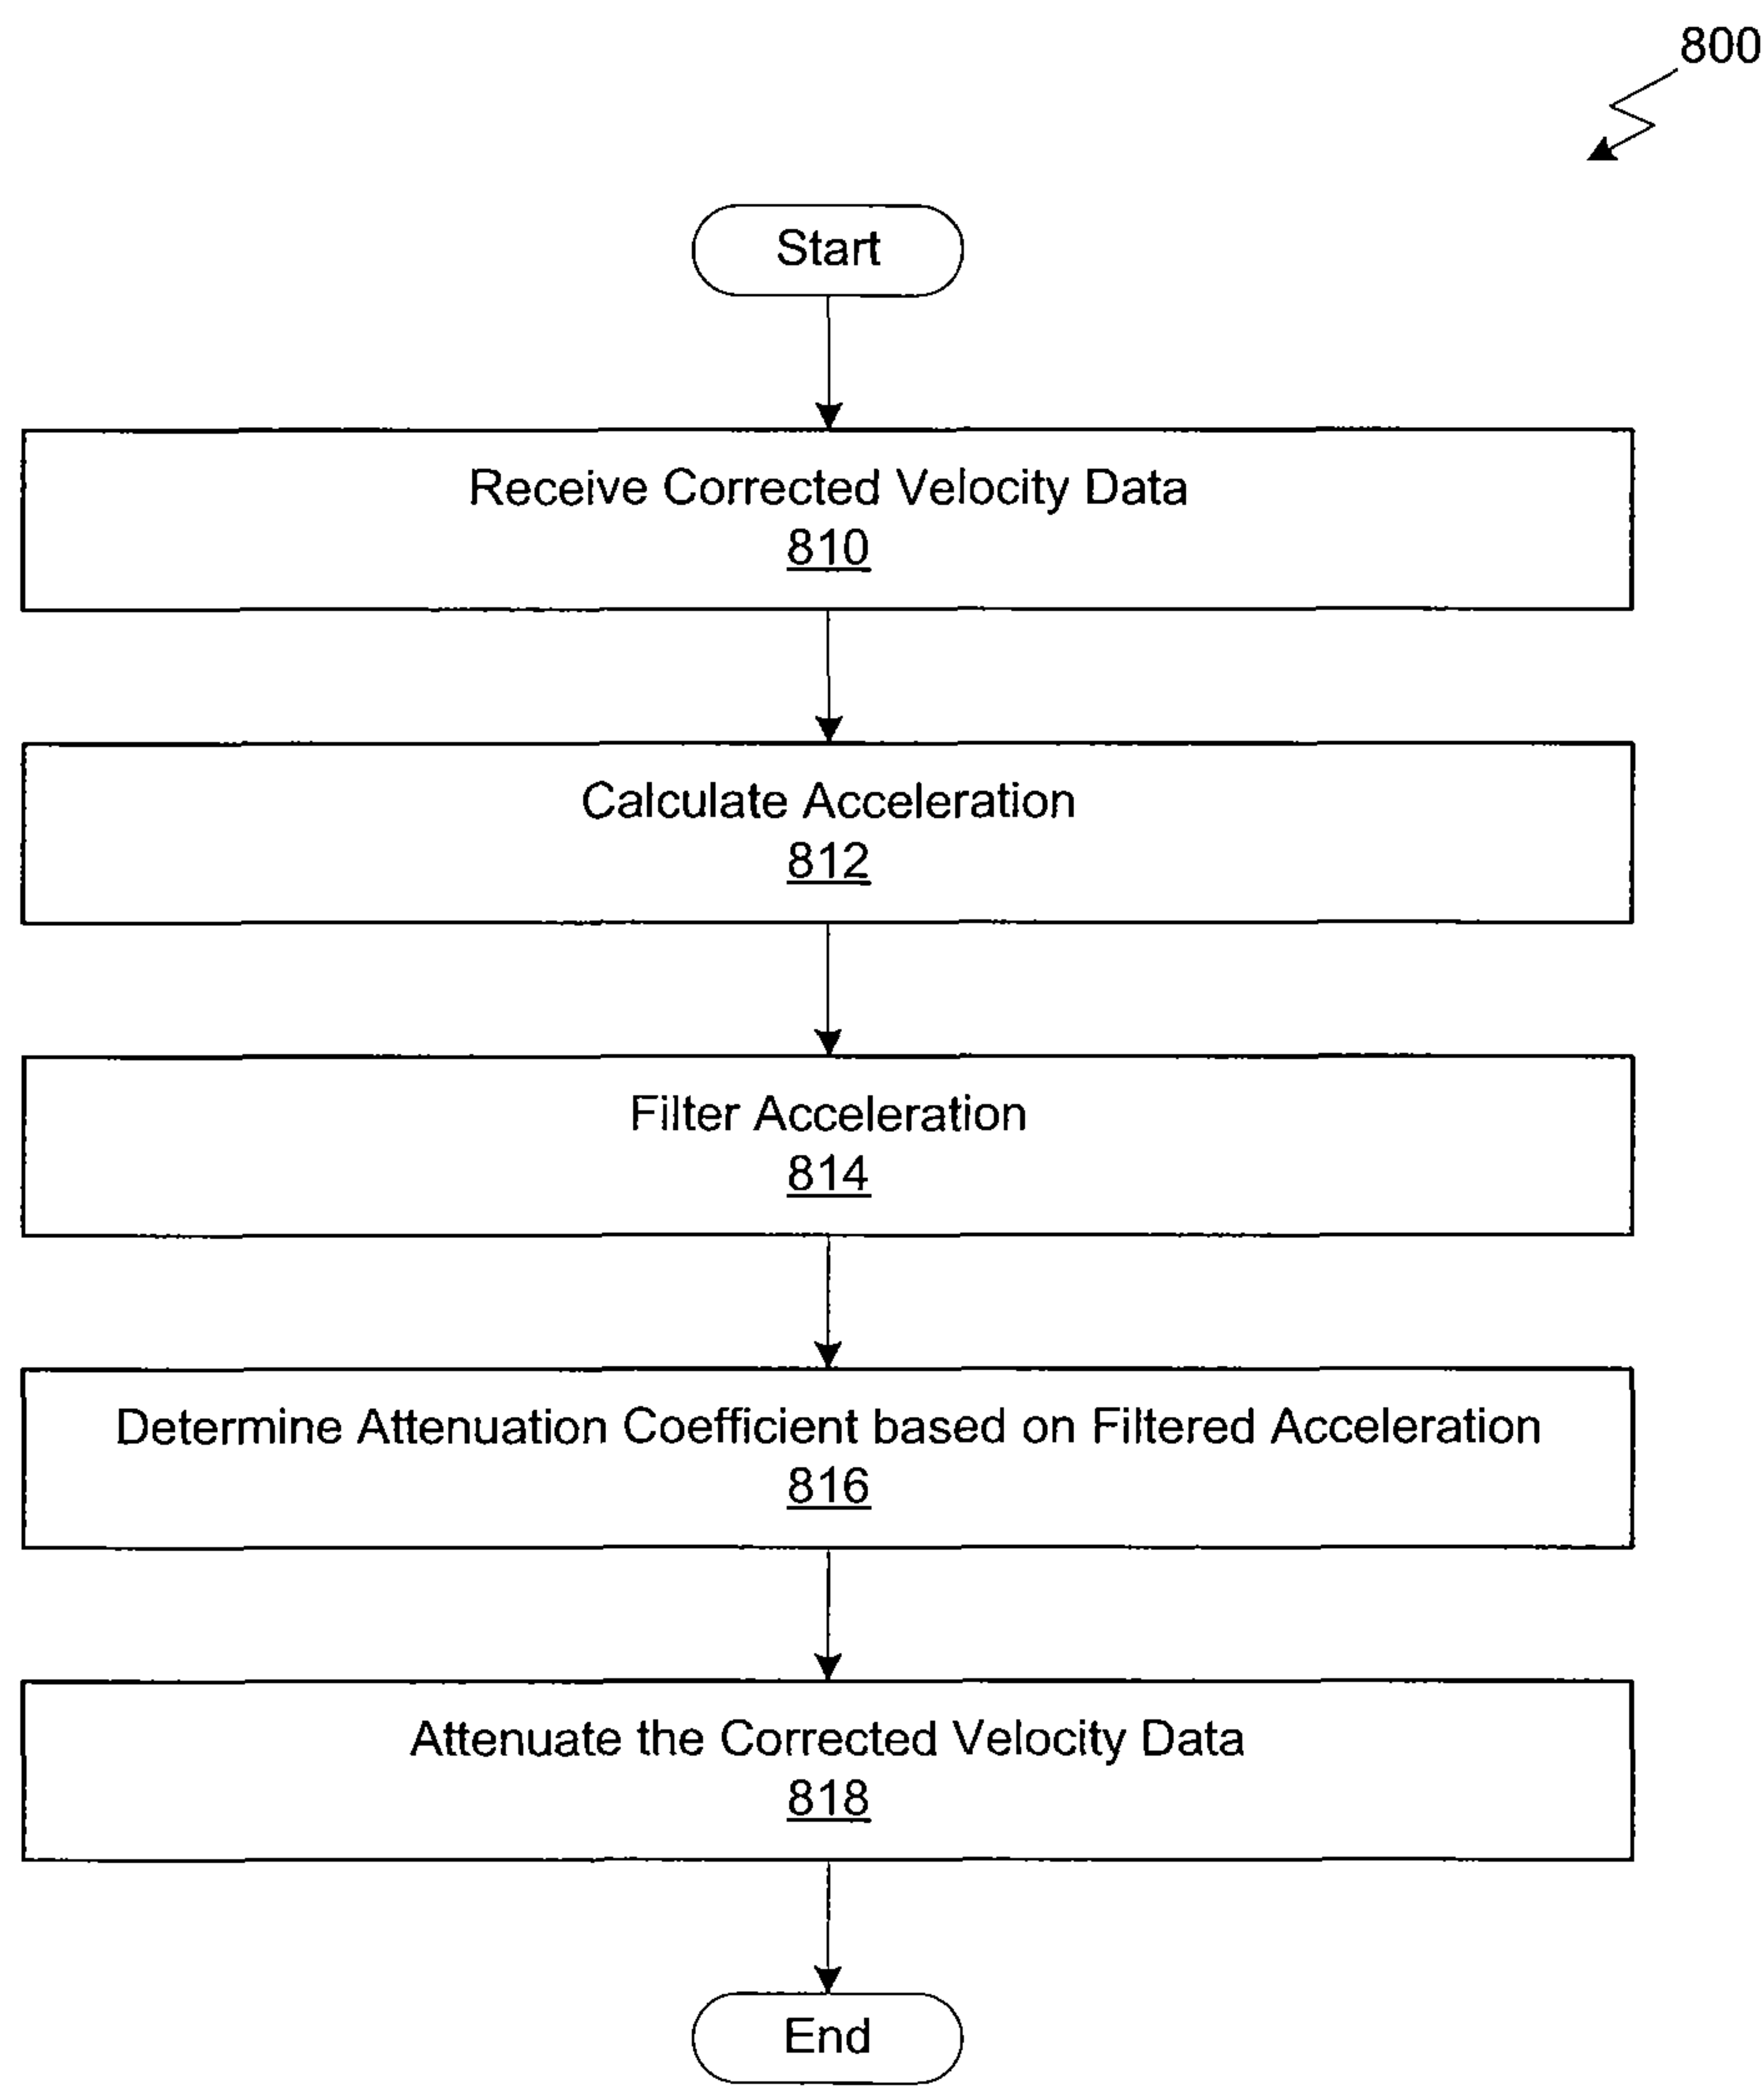 800
Start
Receive Corrected Velocity Data
810
Calculate Acceleration
812
Filter Acceleration
814
Determine Attenuation Coefficient based on Filtered Acceleration
816
Attenuate the Corrected Velocity Data
818
End